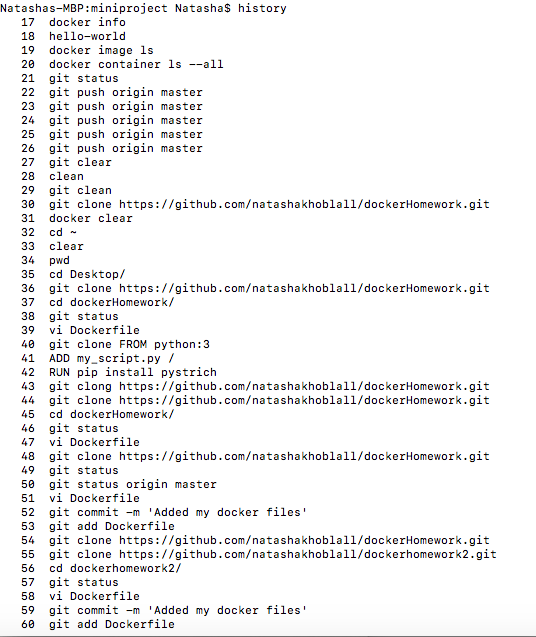 Natashas-MBP:miniproject Natasha$ history
17 docker info
18 hello-world
19 docker image ls
20 docker container ls --all
21 git status
22 git push origin master
23 git push origin master
24 git push origin master
25 git push origin master
26 git push origin master
27 git clear
28 clean
29 git clean
30 git clone https://github.com/natashakhoblall/dockerHomework.git
31 docker clear
32 cd ~
33 clear
34 pwd
35 cd Desktop/
36 git clone https://github.com/natashakhoblall/dockerHomework.git
37 cd dockerHomework/
38 git status
39 vi Dockerfile
40 git clone FROM python:3
41 ADD my_script.py /
42 RUN pip install pystrich
43 git clong https://github.com/natashakhoblall/dockerHomework.git
44 git clone https://github.com/natashakhoblall/dockerHomework.git
45 cd dockerHomework/
46 git status
47 vi Dockerfile
48 git clone https://github.com/natashakhoblall/dockerHomework.git
49 git status
50 git status origin master
51 vi Dockerfile
52 git commit -m 'Added my docker files'
53 git add Dockerfile
54 git clone https://github.com/natashakhoblall/dockerHomework.git
55 git clone https://github.com/natashakhoblall/dockerhomework2.git
56 cd dockerhomework2/
57 git status
58 vi Dockerfile
59 git commit -m 'Added my docker files'
60 git add Dockerfile